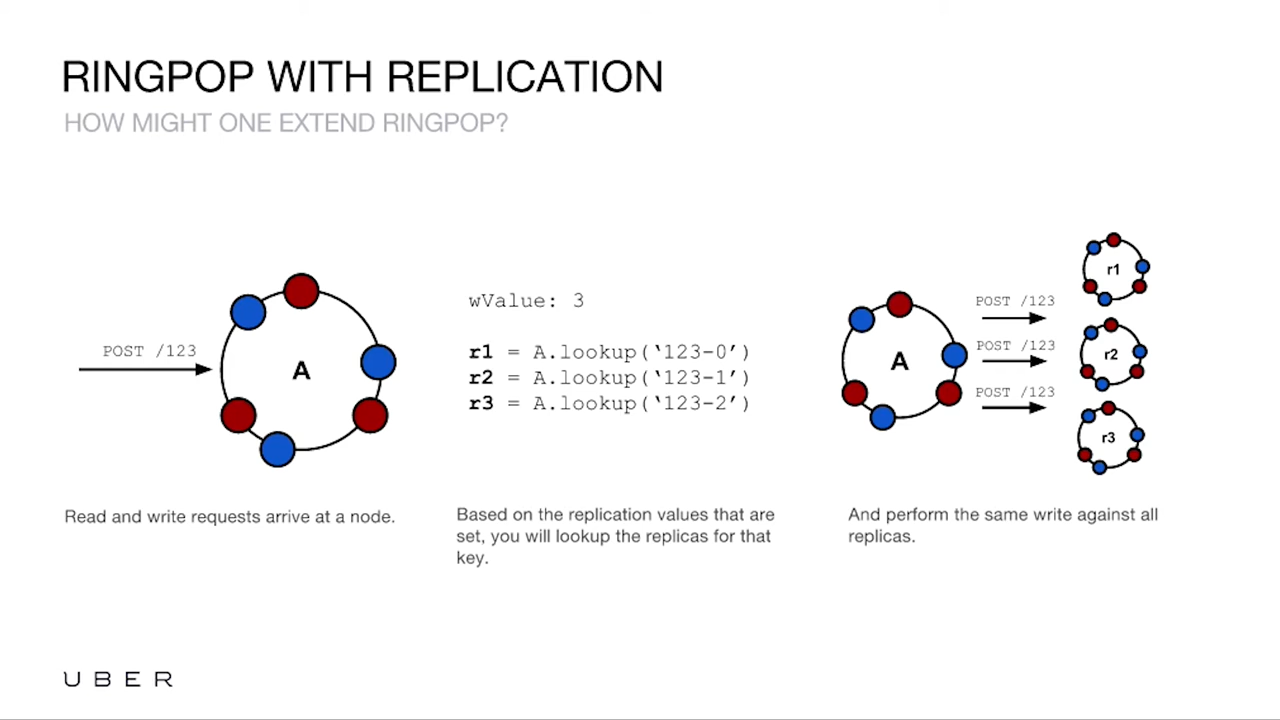 RINGPOP WITH REPLICATION
HOW MIGHT ONE EXTEND RINGPOP?
POST /123
A
Read and write requests arrive at a node.
wValue: 3
r1 = A.lookup(‘123-0’)
r2 = A.lookup(‘123-1’)
r3 = A.lookup(‘123-2’)
Based on the replication values that are
set, you will lookup the replicas for that
key.
A
POST /123
POST /123
POST /123
r1
r2
r3
And perform the same write against all
replicas.
UBER